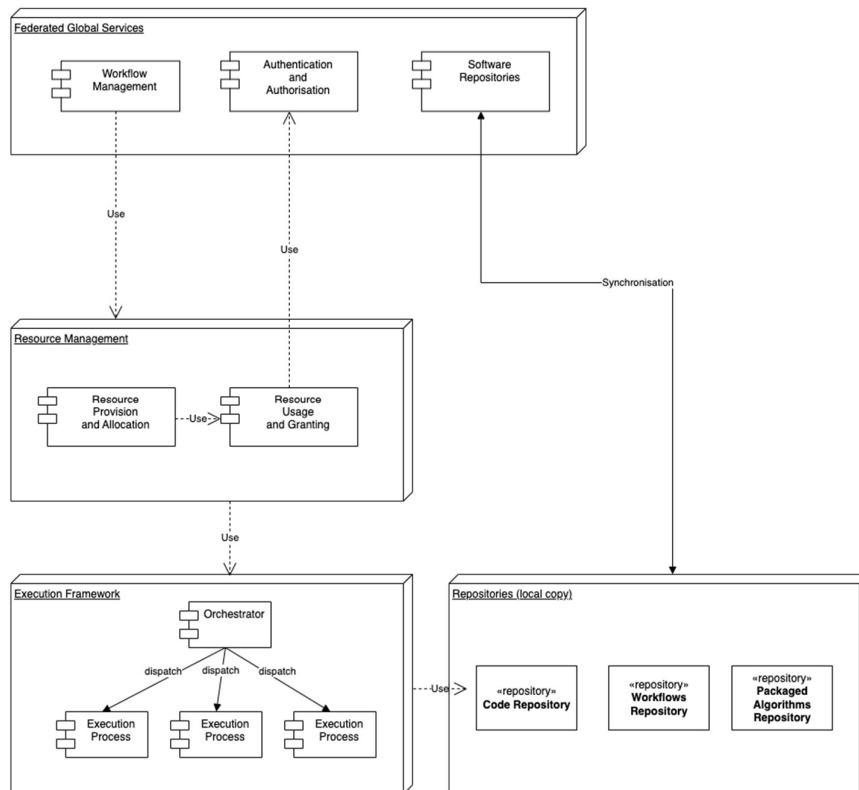 Federated Global Services
Workflow
Management
Authentication
and
Authorisation
Software
Repositories
Use
Use
Synchronisation
Resource Management
Resource
Provision
and Allocation
Use
Resource
Usage
and Granting
Use
Execution Framework
Orchestrator
dispatch
dispatch
dispatch
Execution
Process
Execution
Process
Execution
Process
Use
Repositories (local copy)
«repository»
Code Repository
«repository»
Workflows
Repository
«repository»
Packaged
Algorithms
Repository